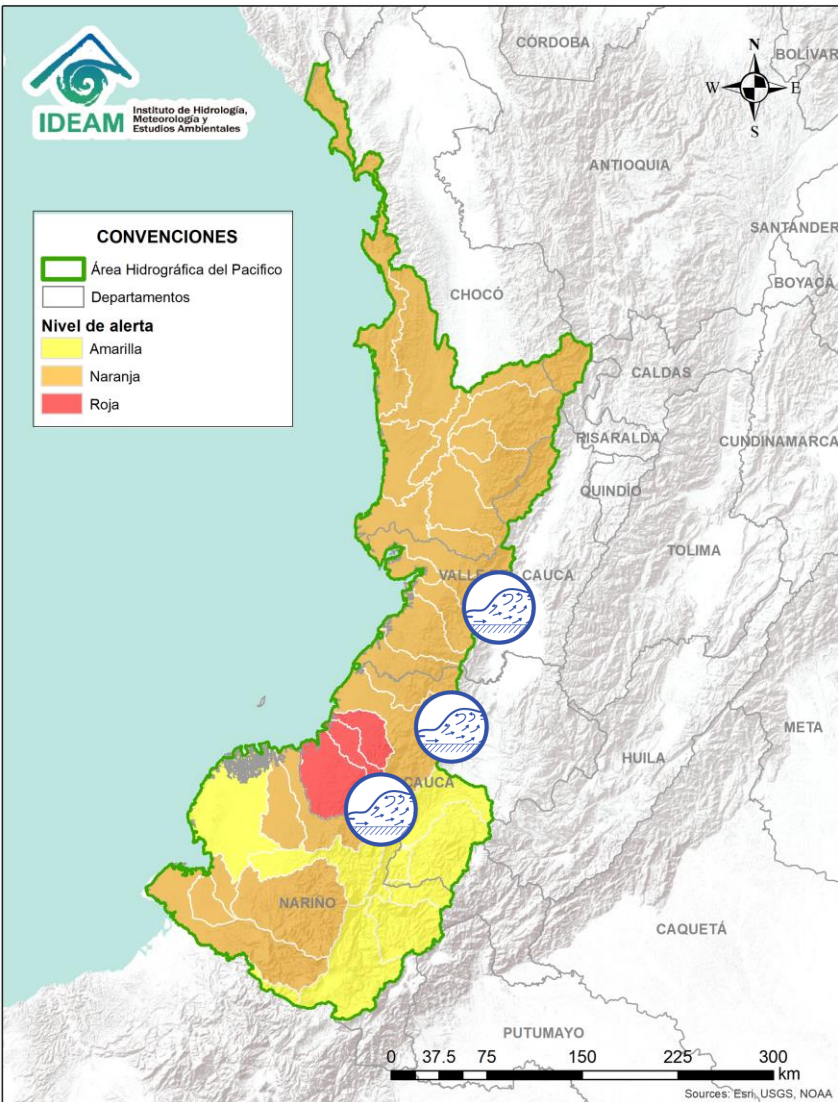 IDEAM
Instituto de Hidrología,
Meteorología y
Estudios Ambientales
CÓRDOBA
BOLÍVAR
N
W
E
S
ANTIOQUIA
SANTANDER
BOYACÁ
CONVENCIONES
Área Hidrográfica del Pacifico
Departamentos
Nivel de alerta
Amarilla
Naranja
Roja
CHOCÓ
CALDAS
RISARALDA
CUNDINAMARCA
QUINDÍO
TOLIMA
VALLE
CAUCA
META
HUILA
CAUCA
NARIÑO
CAQUETÁ
PUTUMAYO
0 37.5 75 150 225 300
km
Sources: Esri, USGS, NOAA